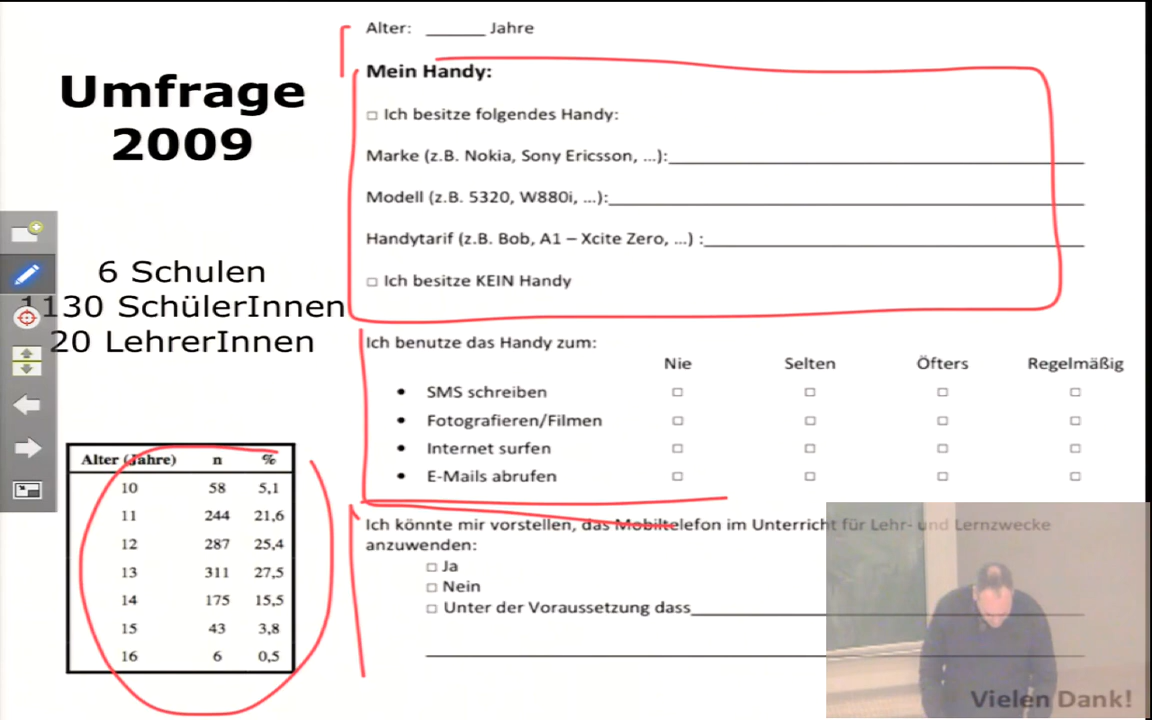 Umfrage
2009
6 Schulen
1130 SchülerInnen
20 LehrerInnen
Alter (Jahre) n %
10 58 5,1
11 244 21,6
12 287 25,4
13 311 27,5
14 175 15,5
15 43 3,8
16 6 0,5
Alter: ______ Jahre
Mein Handy:
□ Ich besitze folgendes Handy:
Marke (z.B. Nokia, Sony Ericsson, ...):
Modell (z.B. 5320, W880i, ...):
Handytarif (z.B. Bob, A1 – Xcite Zero, ...) :
□ Ich besitze KEIN Handy
Ich benutze das Handy zum:
Nie Selten Öfters Regelmäßig
• SMS schreiben □ □ □ □
• Fotografieren/Filmen □ □ □ □
• Internet surfen □ □ □ □
• E-Mails abrufen □ □ □ □
Ich könnte mir vorstellen, das Mobiltelefon im Unterricht für Lehr- und Lernzwecke
anzuwenden:
□ Ja
□ Nein
□ Unter der Voraussetzung dass
Vielen Dank!